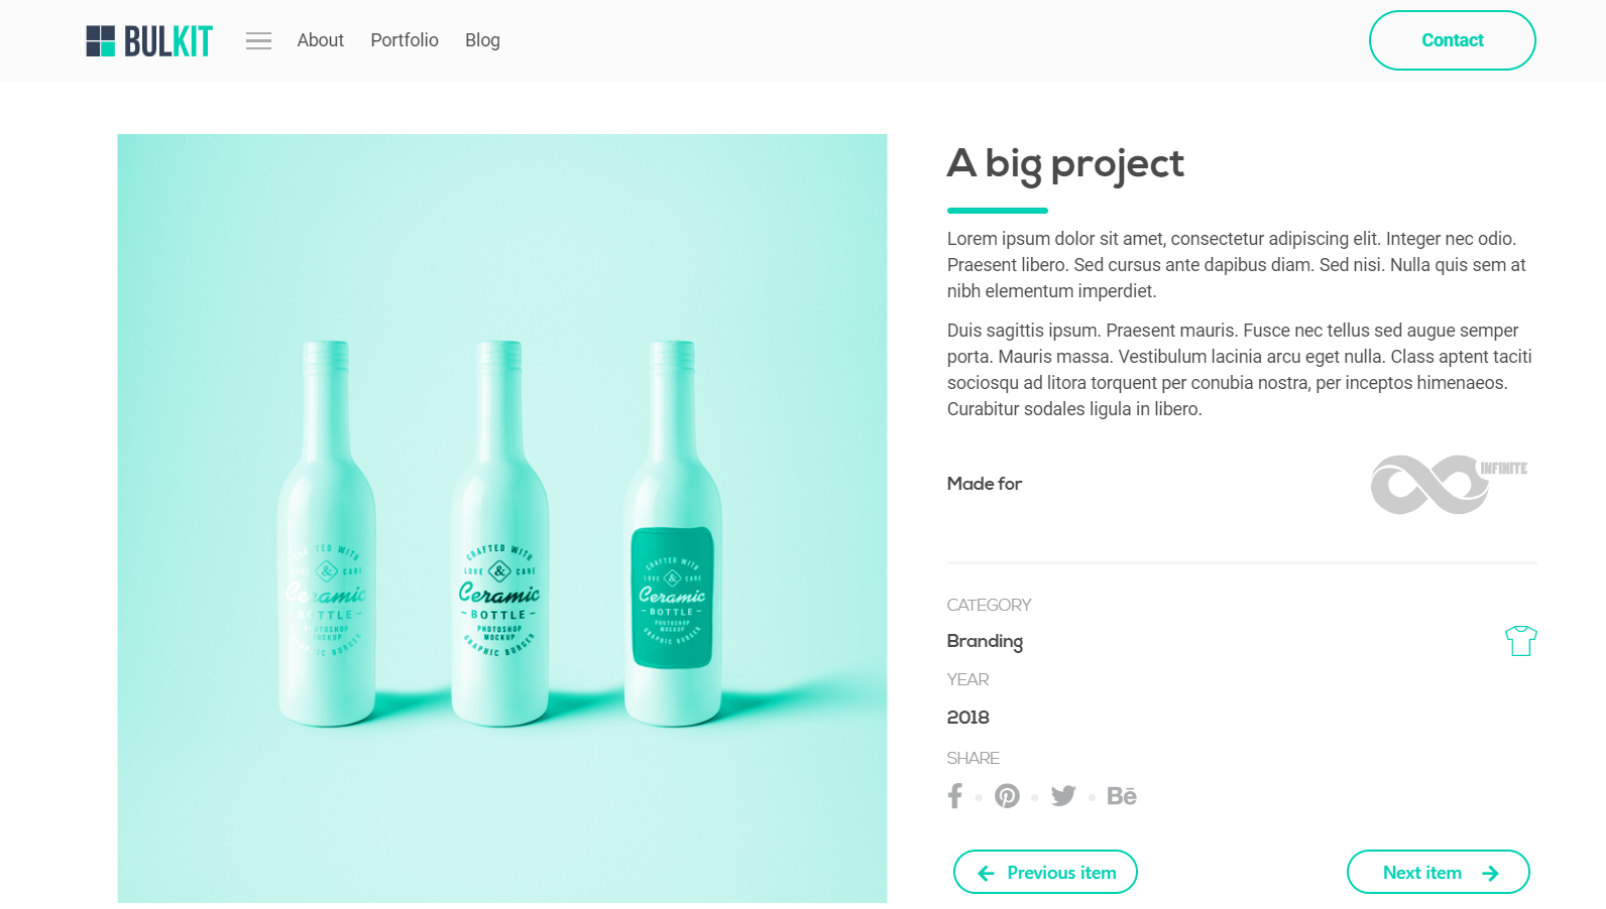 BULKIT
About
Portfolio
Blog
Contact
A big project
Lorem ipsum dolor sit amet, consectetur adipiscing elit. Integer nec odio.
Praesent libero. Sed cursus ante dapibus diam. Sed nisi. Nulla quis sem at
nibh elementum imperdiet.
Duis sagittis ipsum. Praesent mauris. Fusce nec tellus sed augue semper
porta. Mauris massa. Vestibulum lacinia arcu eget nulla. Class aptent taciti
sociosqu ad litora torquent per conubia nostra, per inceptos himenaeos.
Curabitur sodales ligula in libero.
Made for
INFINITE
CATEGORY
Branding
YEAR
2018
SHARE
Bē
Previous item
Next item
CRAFTED WITH
LOVE & CARE
Ceramic
BOTTLE
PHOTOSHOP
MOCKUP
GRAPHIC BURGER
CRAFTED WITH
LOVE & CARE
Ceramic
- BOTTLE -
PHOTOSHOP
MOCKUP
GRAPHIC BURGER
CRAFTED WITH
LOVE & CARE
Ceramic
- BOTTLE -
PHOTOSHOP
MOCKUP
GRAPHIC BURGER